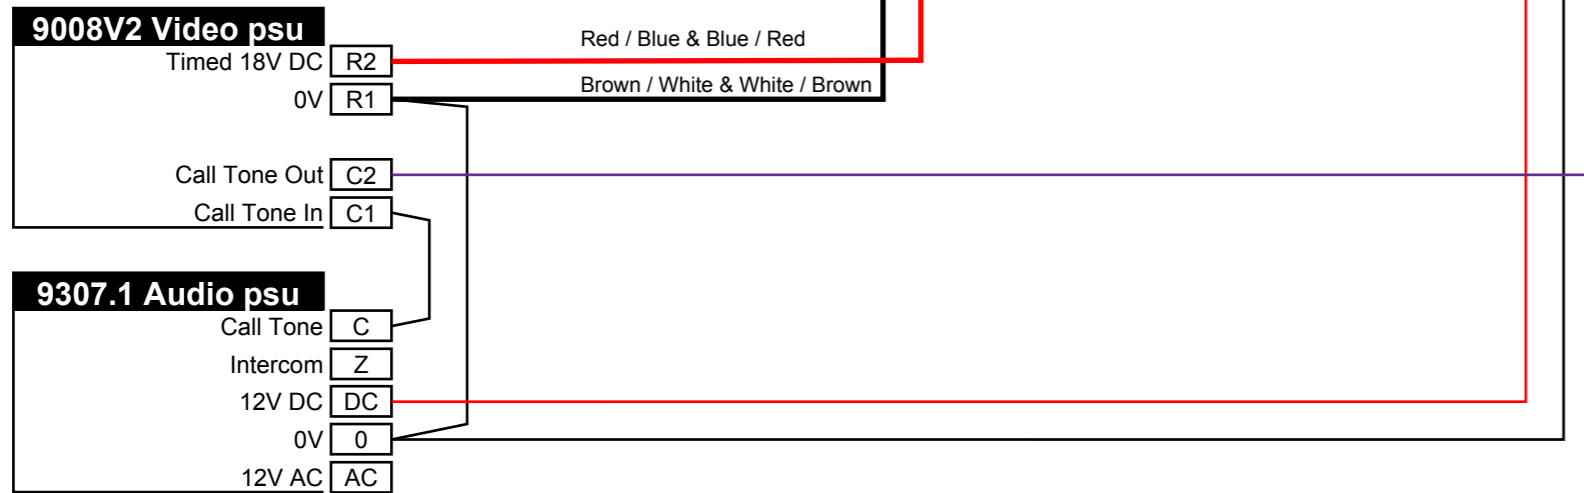 9008V2 Video psu
Timed 18V DC R2
Red / Blue & Blue / Red
0V R1
Brown / White & White / Brown
Call Tone Out C2
Call Tone In C1
9307.1 Audio psu
Call Tone C
Intercom Z
12V DC DC
0V 0
12V AC AC